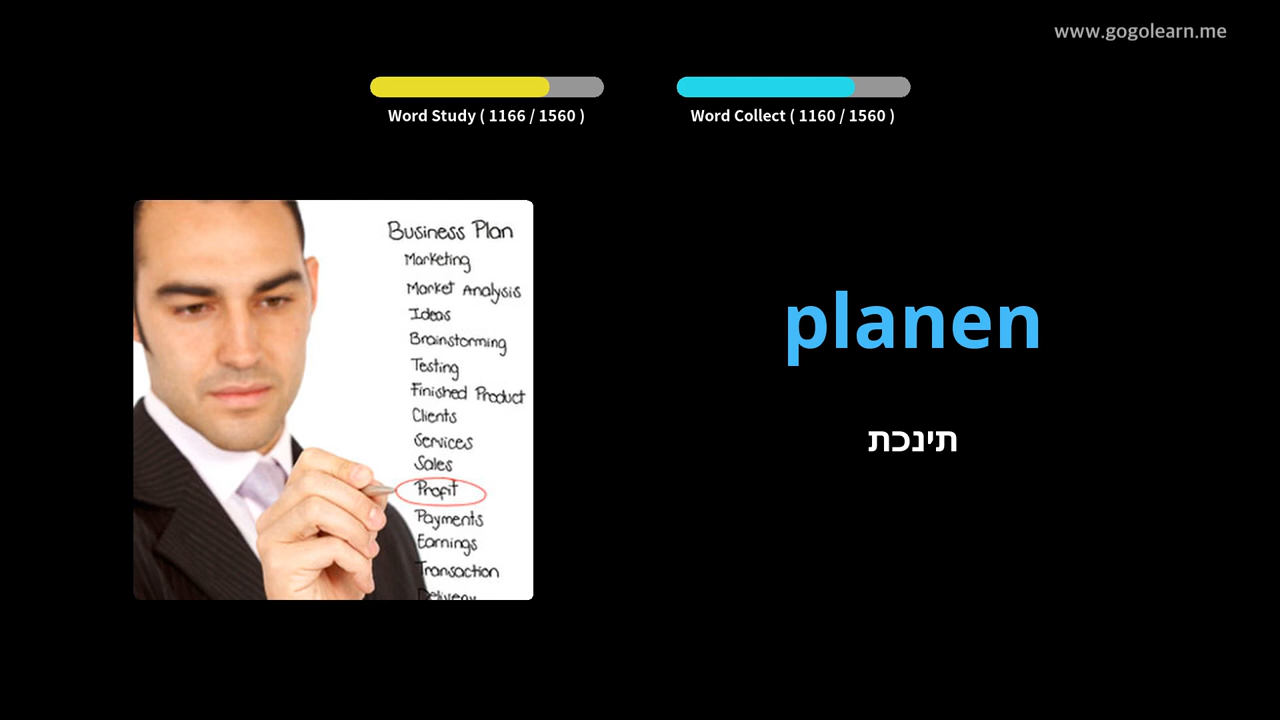 www.gogolearn.me
Word Study ( 1166 / 1560 )
Word Collect ( 1160 / 1560 )
Business Plan
Marketing
Market Analysis
Ideas
Brainstorming
Testing
Finished Product
Clients
Services
Sales
Profit
Payments
Earnings
Transaction
Delivery
planen
תינכת